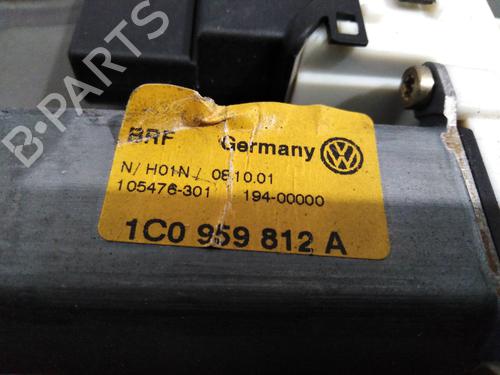 B-PARTS
BRF Germany
N/ H01N / 08.10.01
105476-301 194-00000
1C0 959 812 A